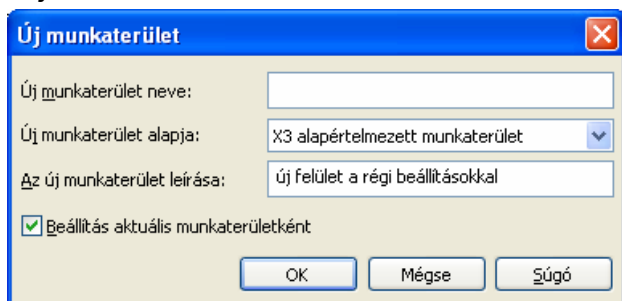 Új munkaterület
Új munkaterület neve:
Új munkaterület alapja: X3 alapértelmezett munkaterület
Az új munkaterület leírása: új felület a régi beállításokkal
Beállítás aktuális munkaterületként
OK Mégse Súgó